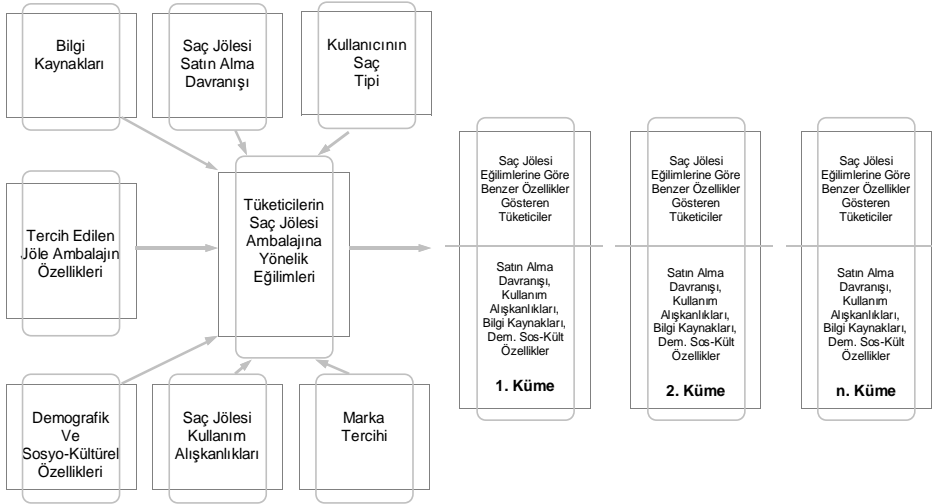 Bilgi
Kaynakları
Saç Jölesi
Satın Alma
Davranışı
Kullanıcının
Saç
Tipi
Tercih Edilen
Jöle Ambalajın
Özellikleri
Tüketicilerin
Saç Jölesi
Ambalajına
Yönelik
Eğilimleri
Demografik
Ve
Sosyo-Kültürel
Özellikleri
Saç Jölesi
Kullanım
Alışkanlıkları
Marka
Tercihi
Saç Jölesi
Eğilimlerine Göre
Benzer Özellikler
Gösteren
Tüketiciler
Satın Alma
Davranışı,
Kullanım
Alışkanlıkları,
Bilgi Kaynakları,
Dem. Sos-Kült
Özellikler
1. Küme
Saç Jölesi
Eğilimlerine Göre
Benzer Özellikler
Gösteren
Tüketiciler
Satın Alma
Davranışı,
Kullanım
Alışkanlıkları,
Bilgi Kaynakları,
Dem. Sos-Kült
Özellikler
2. Küme
Saç Jölesi
Eğilimlerine Göre
Benzer Özellikler
Gösteren
Tüketiciler
Satın Alma
Davranışı,
Kullanım
Alışkanlıkları,
Bilgi Kaynakları,
Dem. Sos-Kült
Özellikler
n. Küme